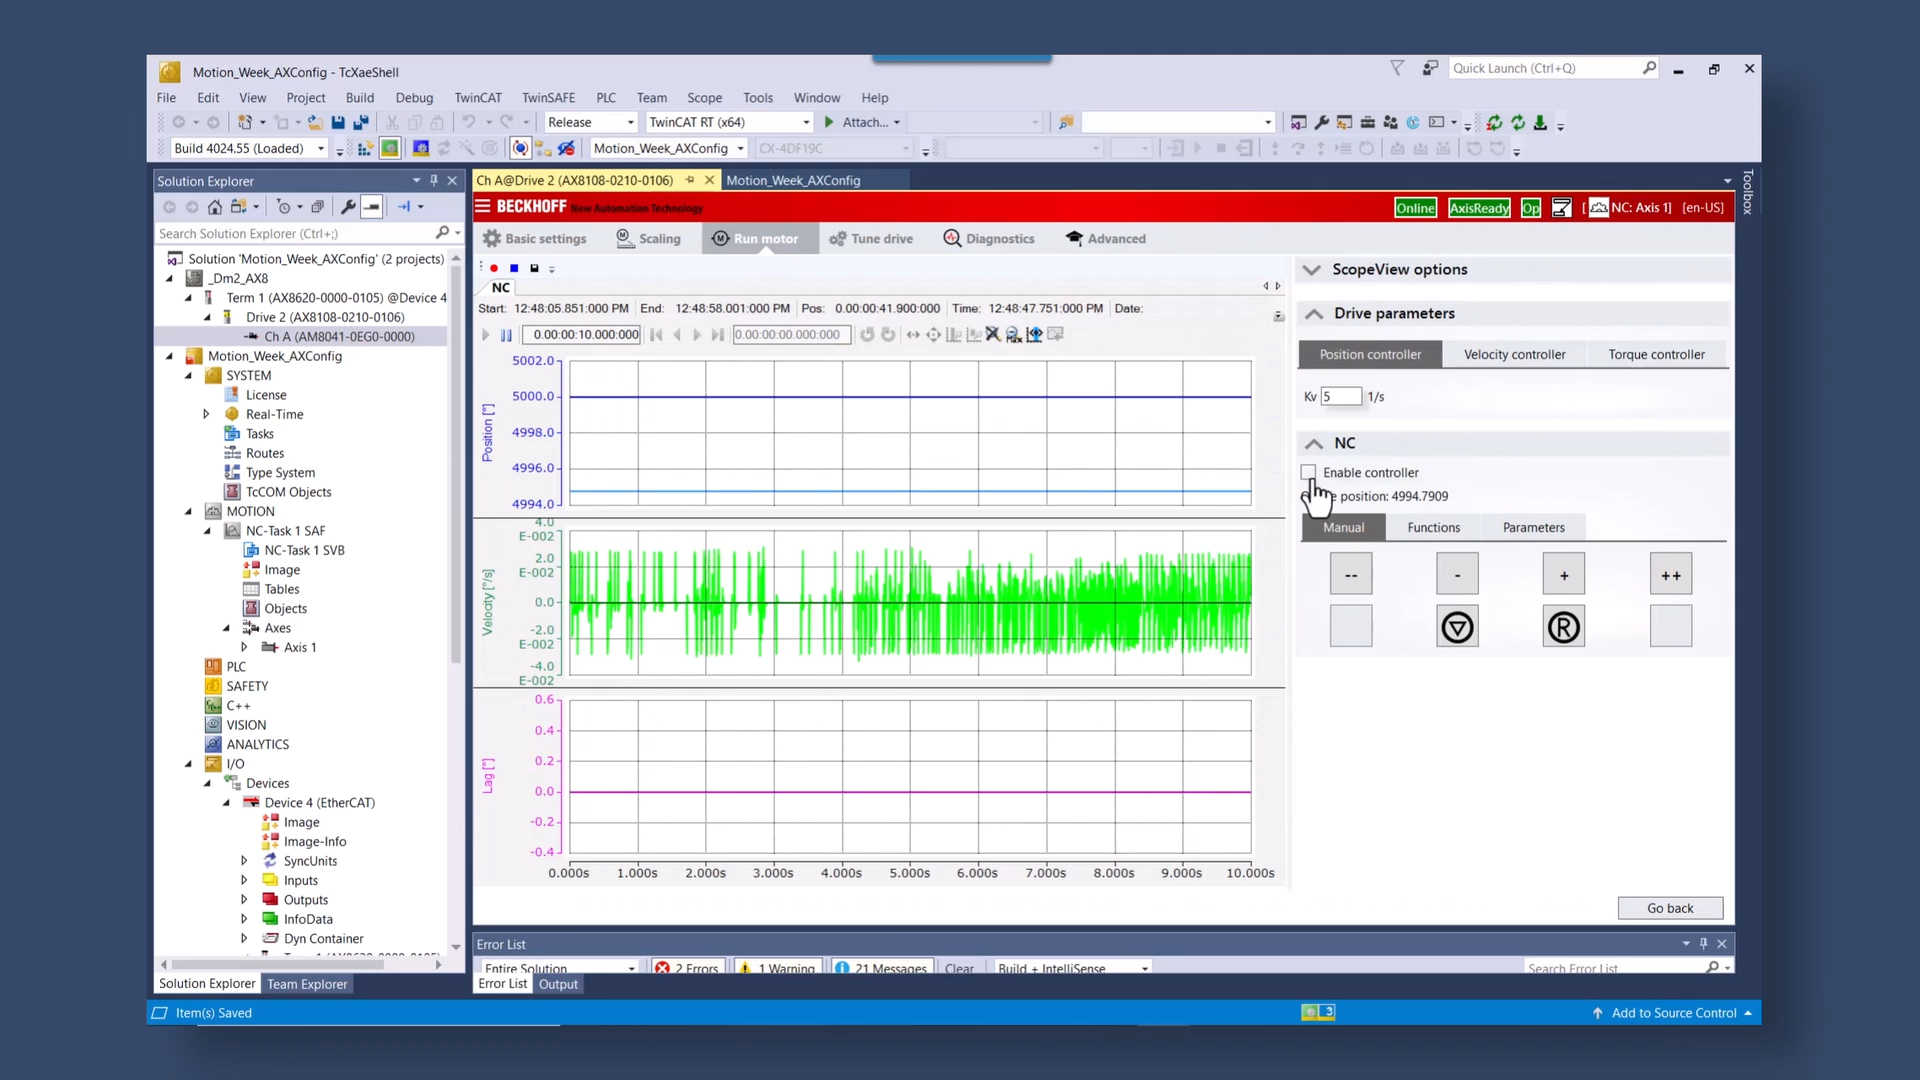 Motion_Week_AXConfig - TcXaeShell
Quick Launch (Ctrl+Q)
File Edit View Project Build Debug TwinCAT TwinSAFE PLC Team Scope Tools Window Help
Release TwinCAT RT (x64) Attach...
Build 4024.55 (Loaded) Motion_Week_AXConfig CX-4DF19C
Solution Explorer
Search Solution Explorer (Ctrl+;)
Solution 'Motion_Week_AXConfig' (2 projects)
_Dm2_AX8
Term 1 (AX8620-0000-0105) @Device 4
Drive 2 (AX8108-0210-0106)
Ch A (AM8041-0EG0-0000)
Motion_Week_AXConfig
SYSTEM
License
Real-Time
Tasks
Routes
Type System
TcCOM Objects
MOTION
NC-Task 1 SAF
NC-Task 1 SVB
Image
Tables
Objects
Axes
Axis 1
PLC
SAFETY
C++
VISION
ANALYTICS
I/O
Devices
Device 4 (EtherCAT)
Image
Image-Info
SyncUnits
Inputs
Outputs
InfoData
Dyn Container
Solution Explorer Team Explorer
Ch A@Drive 2 (AX8108-0210-0106) Motion_Week_AXConfig
Toolbox
BECKHOFF New Automation Technology
Online AxisReady Op [ NC: Axis 1] [en-US]
Basic settings Scaling Run motor Tune drive Diagnostics Advanced
NC
Start: 12:48:05.851:000 PM End: 12:48:58.001:000 PM Pos: 0.00:00:41.900:000 Time: 12:48:47.751:000 PM Date:
0.00:00:10.000:000 0.00:00:00.000:000
Position [°]
5002.0
5000.0
4998.0
4996.0
4994.0
Velocity [°/s]
4.0
E-002
2.0
E-002
0.0
-2.0
E-002
-4.0
E-002
Lag [°]
0.6
0.4
0.2
0.0
-0.2
-0.4
0.000s 1.000s 2.000s 3.000s 4.000s 5.000s 6.000s 7.000s 8.000s 9.000s 10.000s
ScopeView options
Drive parameters
Position controller Velocity controller Torque controller
Kv 5 1/s
NC
Enable controller
position: 4994.7909
Manual Functions Parameters
-- - + ++
R
Go back
Error List
Entire Solution 2 Errors 1 Warning 21 Messages Clear Build + IntelliSense Search Error List
Error List Output
Item(s) Saved
3
Add to Source Control